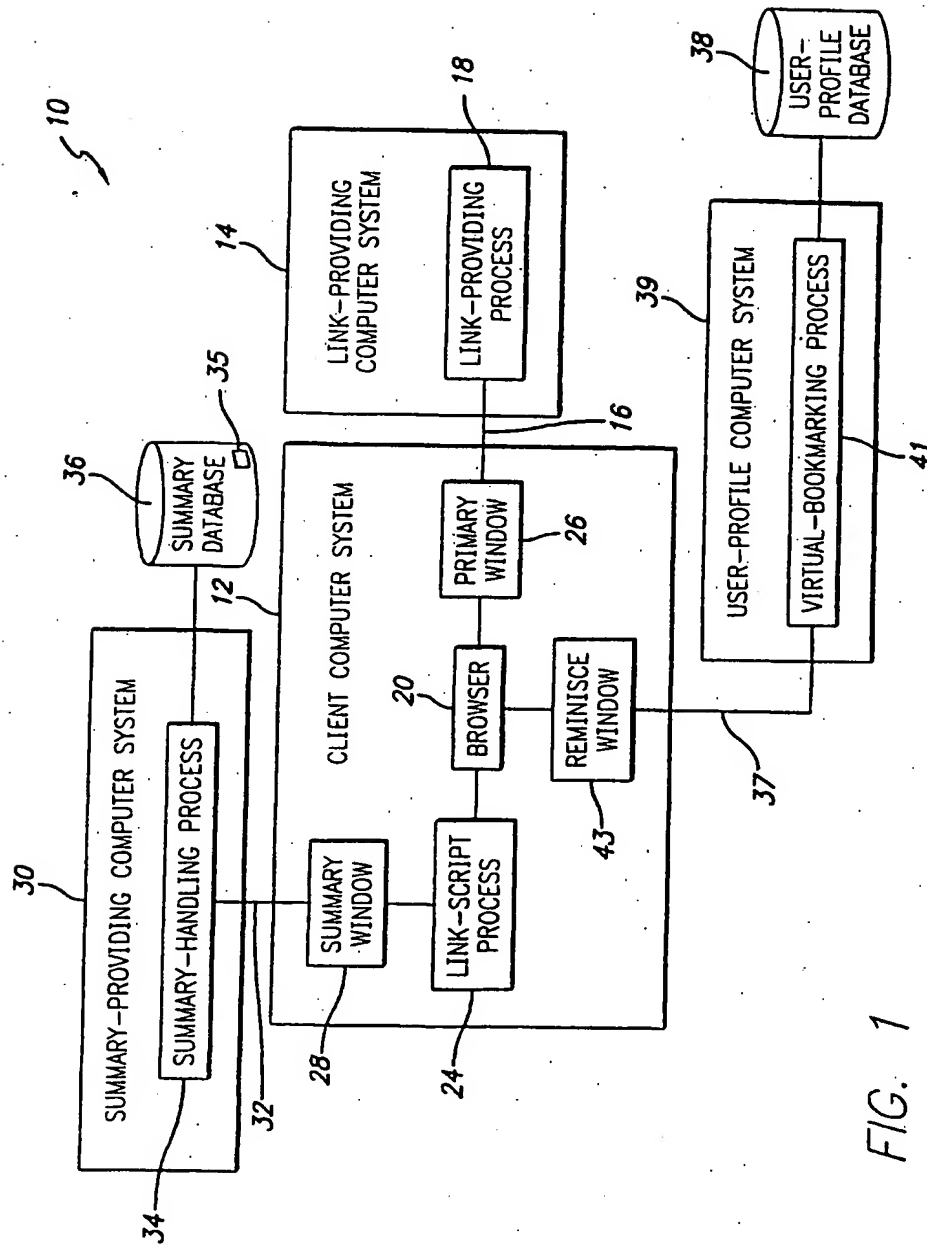 10
30
SUMMARY-PROVIDING COMPUTER SYSTEM
SUMMARY-HANDLING PROCESS
34
36
SUMMARY
DATABASE
35
32
12
CLIENT COMPUTER SYSTEM
SUMMARY
WINDOW
28
LINK-SCRIPT
PROCESS
24
20
BROWSER
PRIMARY
WINDOW
26
REMINISCE
WINDOW
43
14
LINK-PROVIDING
COMPUTER SYSTEM
LINK-PROVIDING
PROCESS
18
16
37
39
USER-PROFILE COMPUTER SYSTEM
VIRTUAL-BOOKMARKING PROCESS
41
38
USER-
PROFILE
DATABASE
FIG. 1